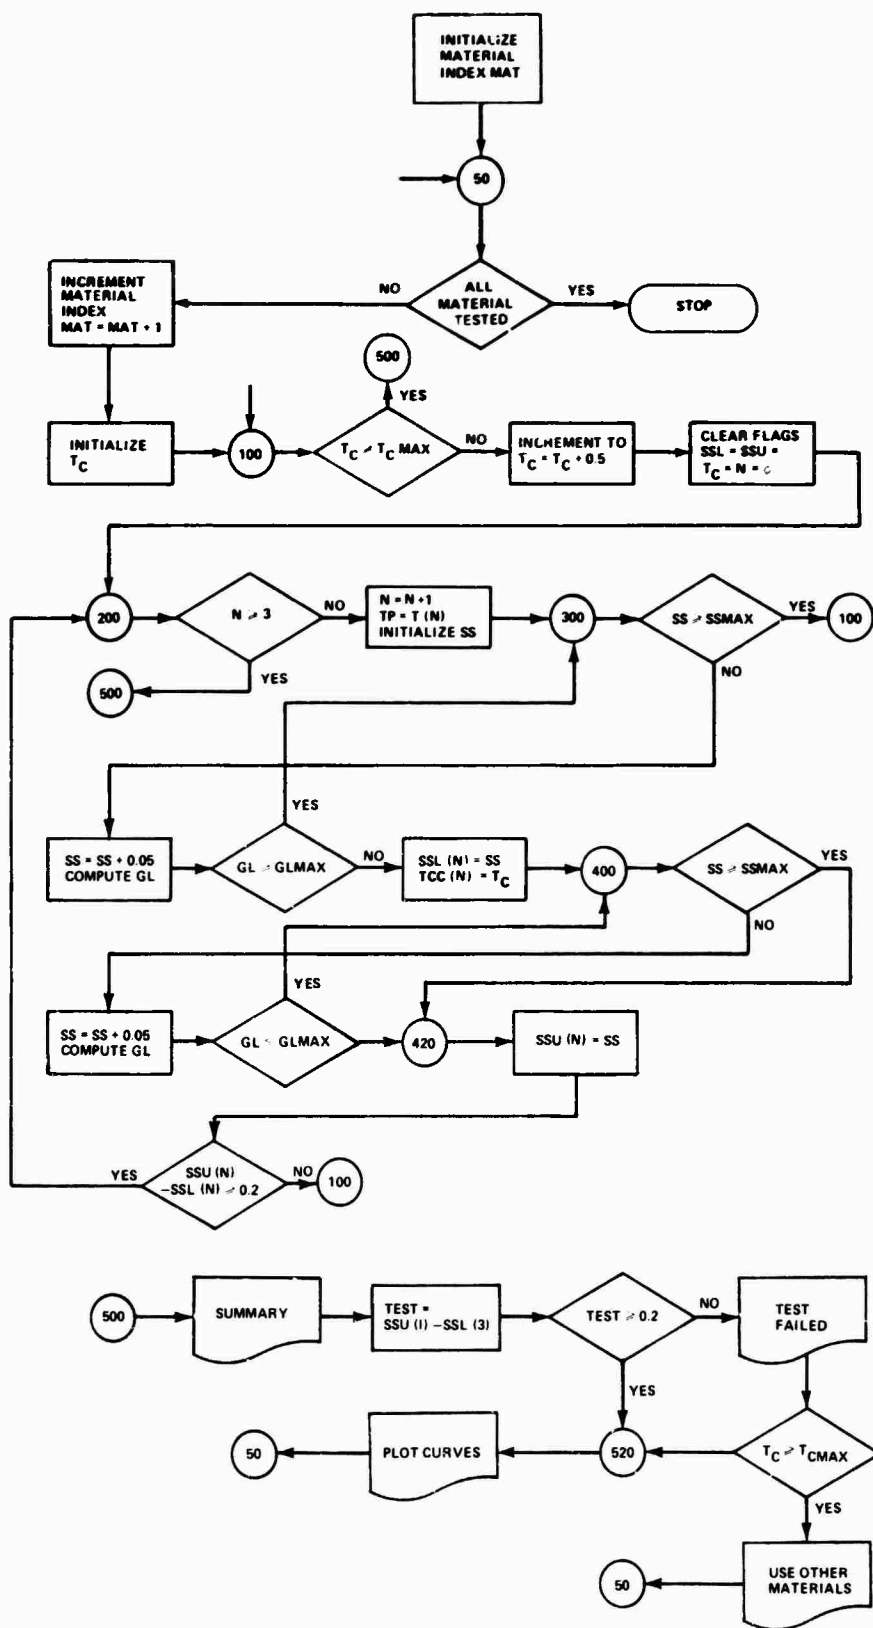 INITIALIZE
MATERIAL
INDEX MAT
50
ALL
MATERIAL
TESTED
NO
YES
STOP
INCREMENT
MATERIAL
INDEX
MAT = MAT + 1
500
YES
INITIALIZE
TC
100
TC ≥ TC MAX
NO
INCREMENT TO
TC = TC + 0.5
CLEAR FLAGS
SSL = SSU =
TC = N =
200
N ≥ 3
NO
N = N + 1
TP = T (N)
INITIALIZE SS
300
SS ≥ SSMAX
YES
100
500
YES
NO
YES
SS = SS + 0.05
COMPUTE GL
GL ≥ GLMAX
NO
SSL (N) = SS
TCC (N) = TC
400
SS ≥ SSMAX
YES
NO
YES
SS = SS + 0.05
COMPUTE GL
GL GLMAX
420
SSU (N) = SS
YES
SSU (N)
–SSL (N) ≥ 0.2
NO
100
500
SUMMARY
TEST =
SSU (1) – SSL (3)
TEST ≥ 0.2
NO
TEST
FAILED
YES
50
PLOT CURVES
520
TC ≥ TCMAX
YES
50
USE OTHER
MATERIALS